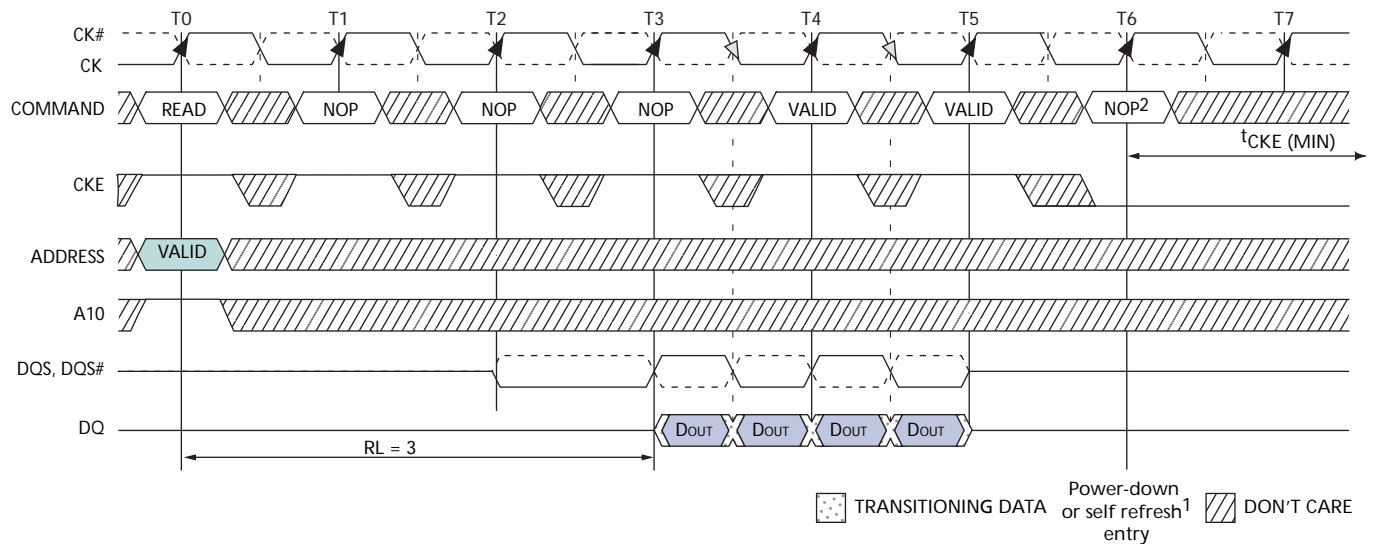 T0 T1 T2 T3 T4 T5 T6 T7
CK#
CK
COMMAND READ NOP NOP NOP VALID VALID NOP2
tCKE (MIN)
CKE
ADDRESS VALID
A10
DQS, DQS#
DQ DOUT DOUT DOUT DOUT
RL = 3
TRANSITIONING DATA
Power-down
or self refresh1
entry
DON'T CARE